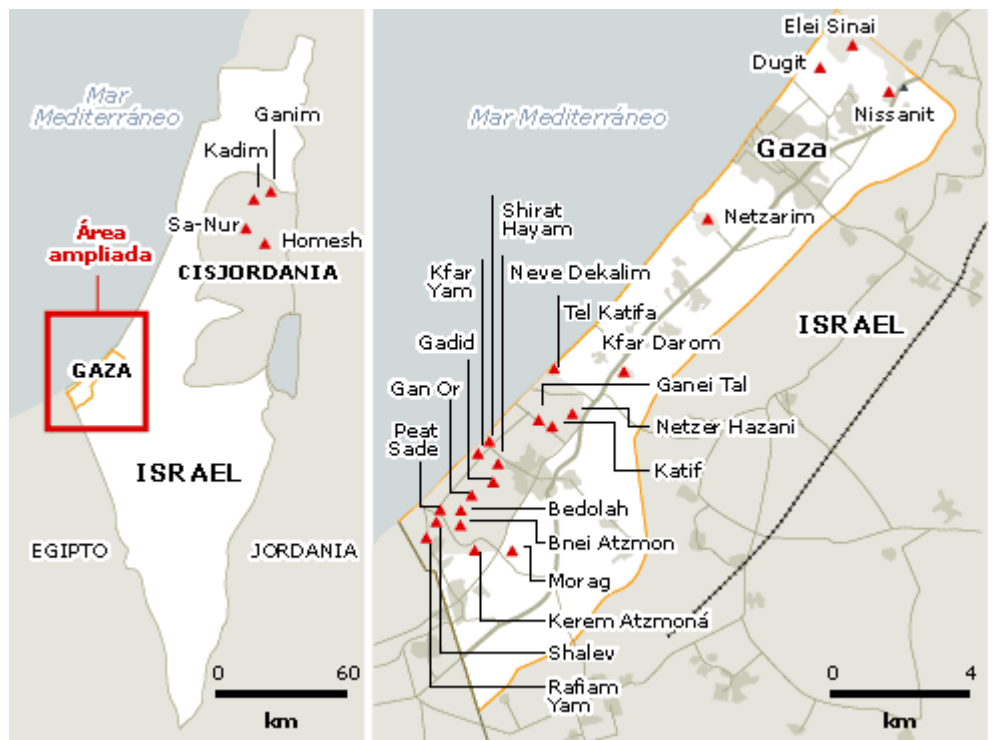 Mar
Mediterráneo
Ganim
Kadim
Sa-Nur
Homesh
CISJORDANIA
Área
ampliada
GAZA
ISRAEL
EGIPTO
JORDANIA
0
60
km
Elei Sinai
Dugit
Nissanit
Mar Mediterráneo
Gaza
Netzarim
Shirat
Hayam
Kfar
Yam
Neve Dekalim
Tel Katifa
ISRAEL
Gadid
Kfar Darom
Gan Or
Ganei Tal
Peat
Sade
Netzer Hazani
Katif
Bedolah
Bnei Atzmon
Morag
Kerem Atzmoná
Shalev
Rafiam
Yam
0
4
km